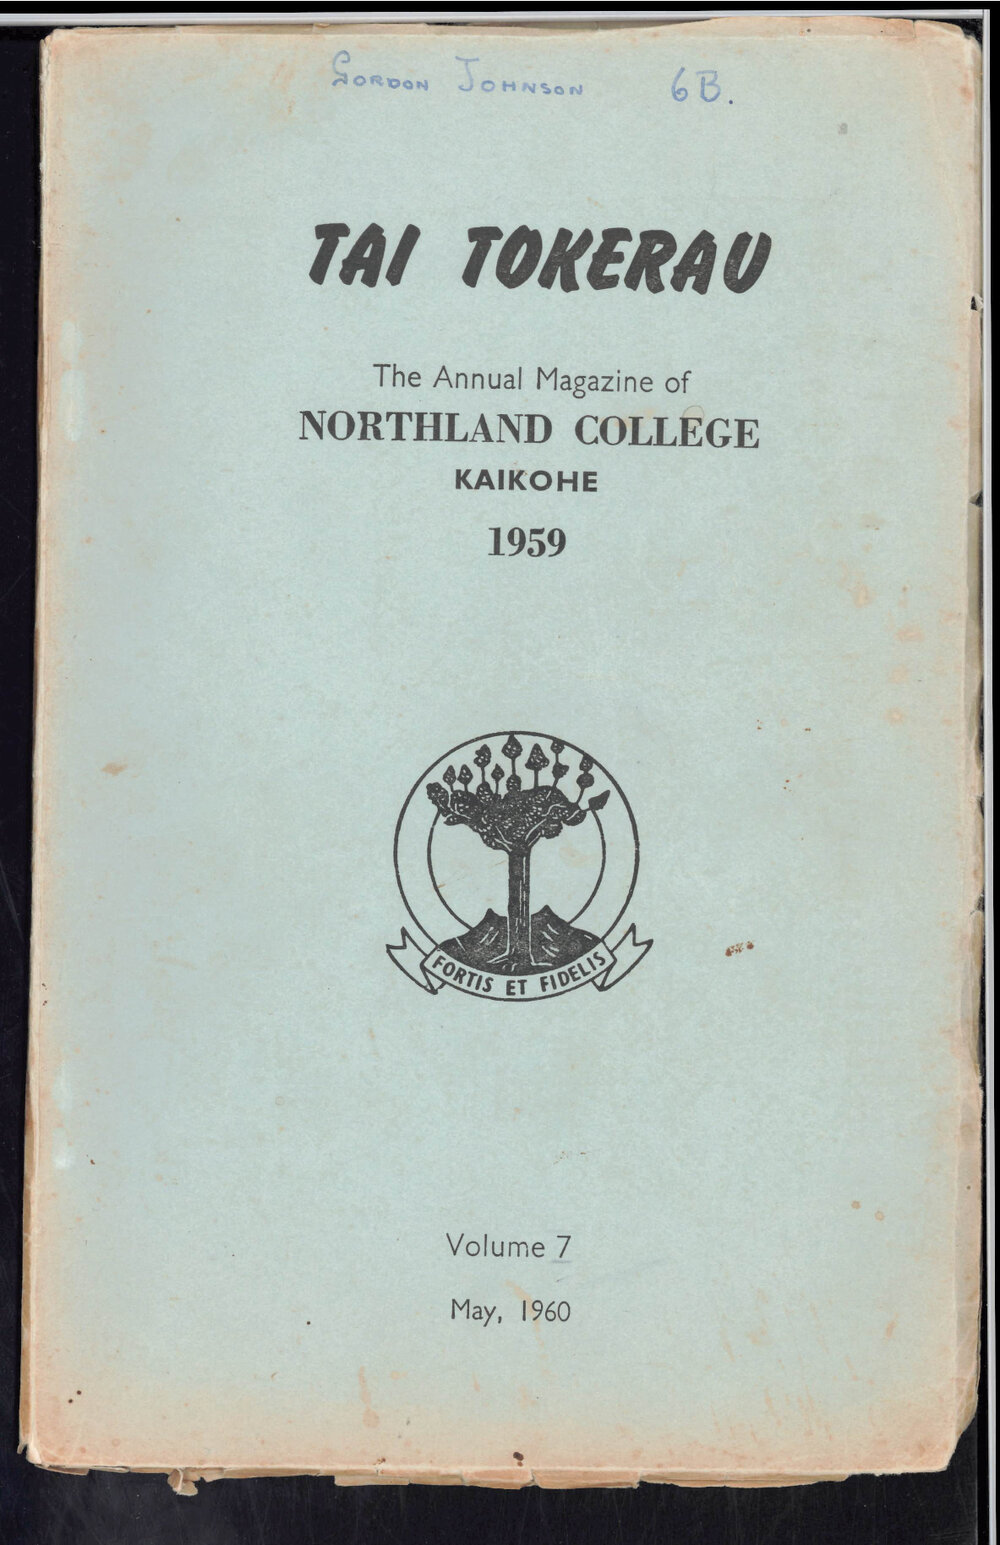 GORDON JOHNSON 6B.
TAI TOKERAU
The Annual Magazine of
NORTHLAND COLLEGE
KAIKOHE
1959
FORTIS ET FIDELIS
Volume 7
May, 1960